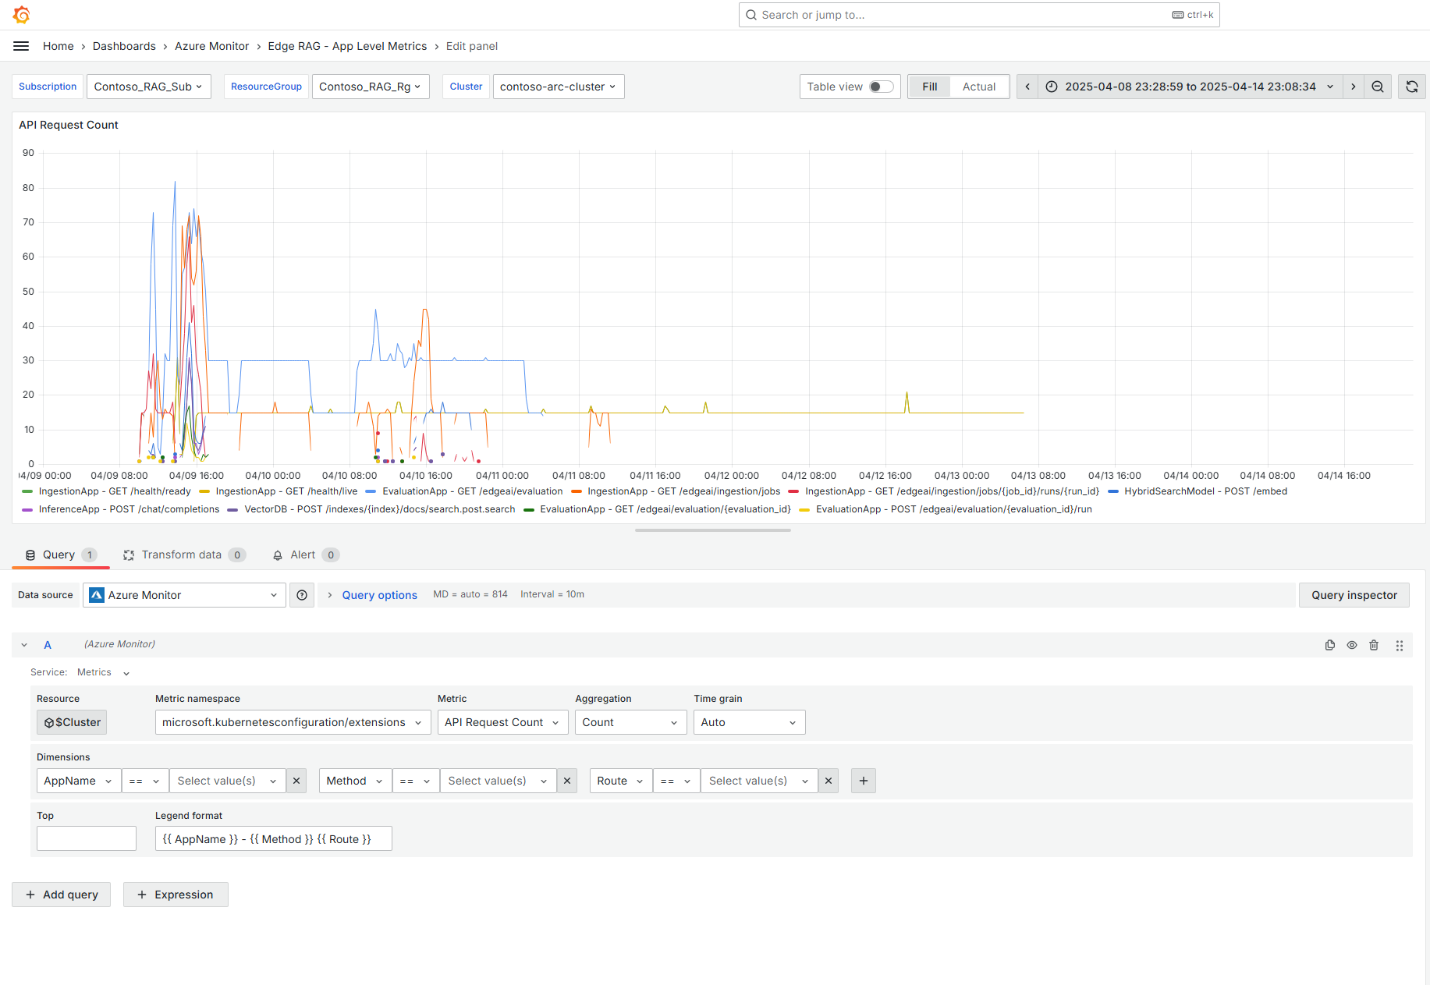 Search or jump to...
ctrl+k
Home › Dashboards › Azure Monitor › Edge RAG - App Level Metrics › Edit panel
Subscription Contoso_RAG_Sub ResourceGroup Contoso_RAG_Rg Cluster contoso-arc-cluster Table view Fill Actual 2025-04-08 23:28:59 to 2025-04-14 23:08:34
API Request Count
90
80
70
60
50
40
30
20
10
0
04/09 00:00 04/09 08:00 04/09 16:00 04/10 00:00 04/10 08:00 04/10 16:00 04/11 00:00 04/11 08:00 04/11 16:00 04/12 00:00 04/12 08:00 04/12 16:00 04/13 00:00 04/13 08:00 04/13 16:00 04/14 00:00 04/14 08:00 04/14 16:00
IngestionApp - GET /health/ready IngestionApp - GET /health/live EvaluationApp - GET /edgeai/evaluation IngestionApp - GET /edgeai/ingestion/jobs IngestionApp - GET /edgeai/ingestion/jobs/{job_id}/runs/{run_id} HybridSearchModel - POST /embed
InferenceApp - POST /chat/completions VectorDB - POST /indexes/{index}/docs/search.post.search EvaluationApp - GET /edgeai/evaluation/{evaluation_id} EvaluationApp - POST /edgeai/evaluation/{evaluation_id}/run
Query 1 Transform data 0 Alert 0
Data source Azure Monitor Query options MD = auto = 814 Interval = 10m Query inspector
A (Azure Monitor)
Service: Metrics
Resource Metric namespace Metric Aggregation Time grain
$Cluster microsoft.kubernetesconfiguration/extensions API Request Count Count Auto
Dimensions
AppName == Select value(s) Method == Select value(s) Route == Select value(s)
Top Legend format
{{ AppName }} - {{ Method }} {{ Route }}
+ Add query + Expression